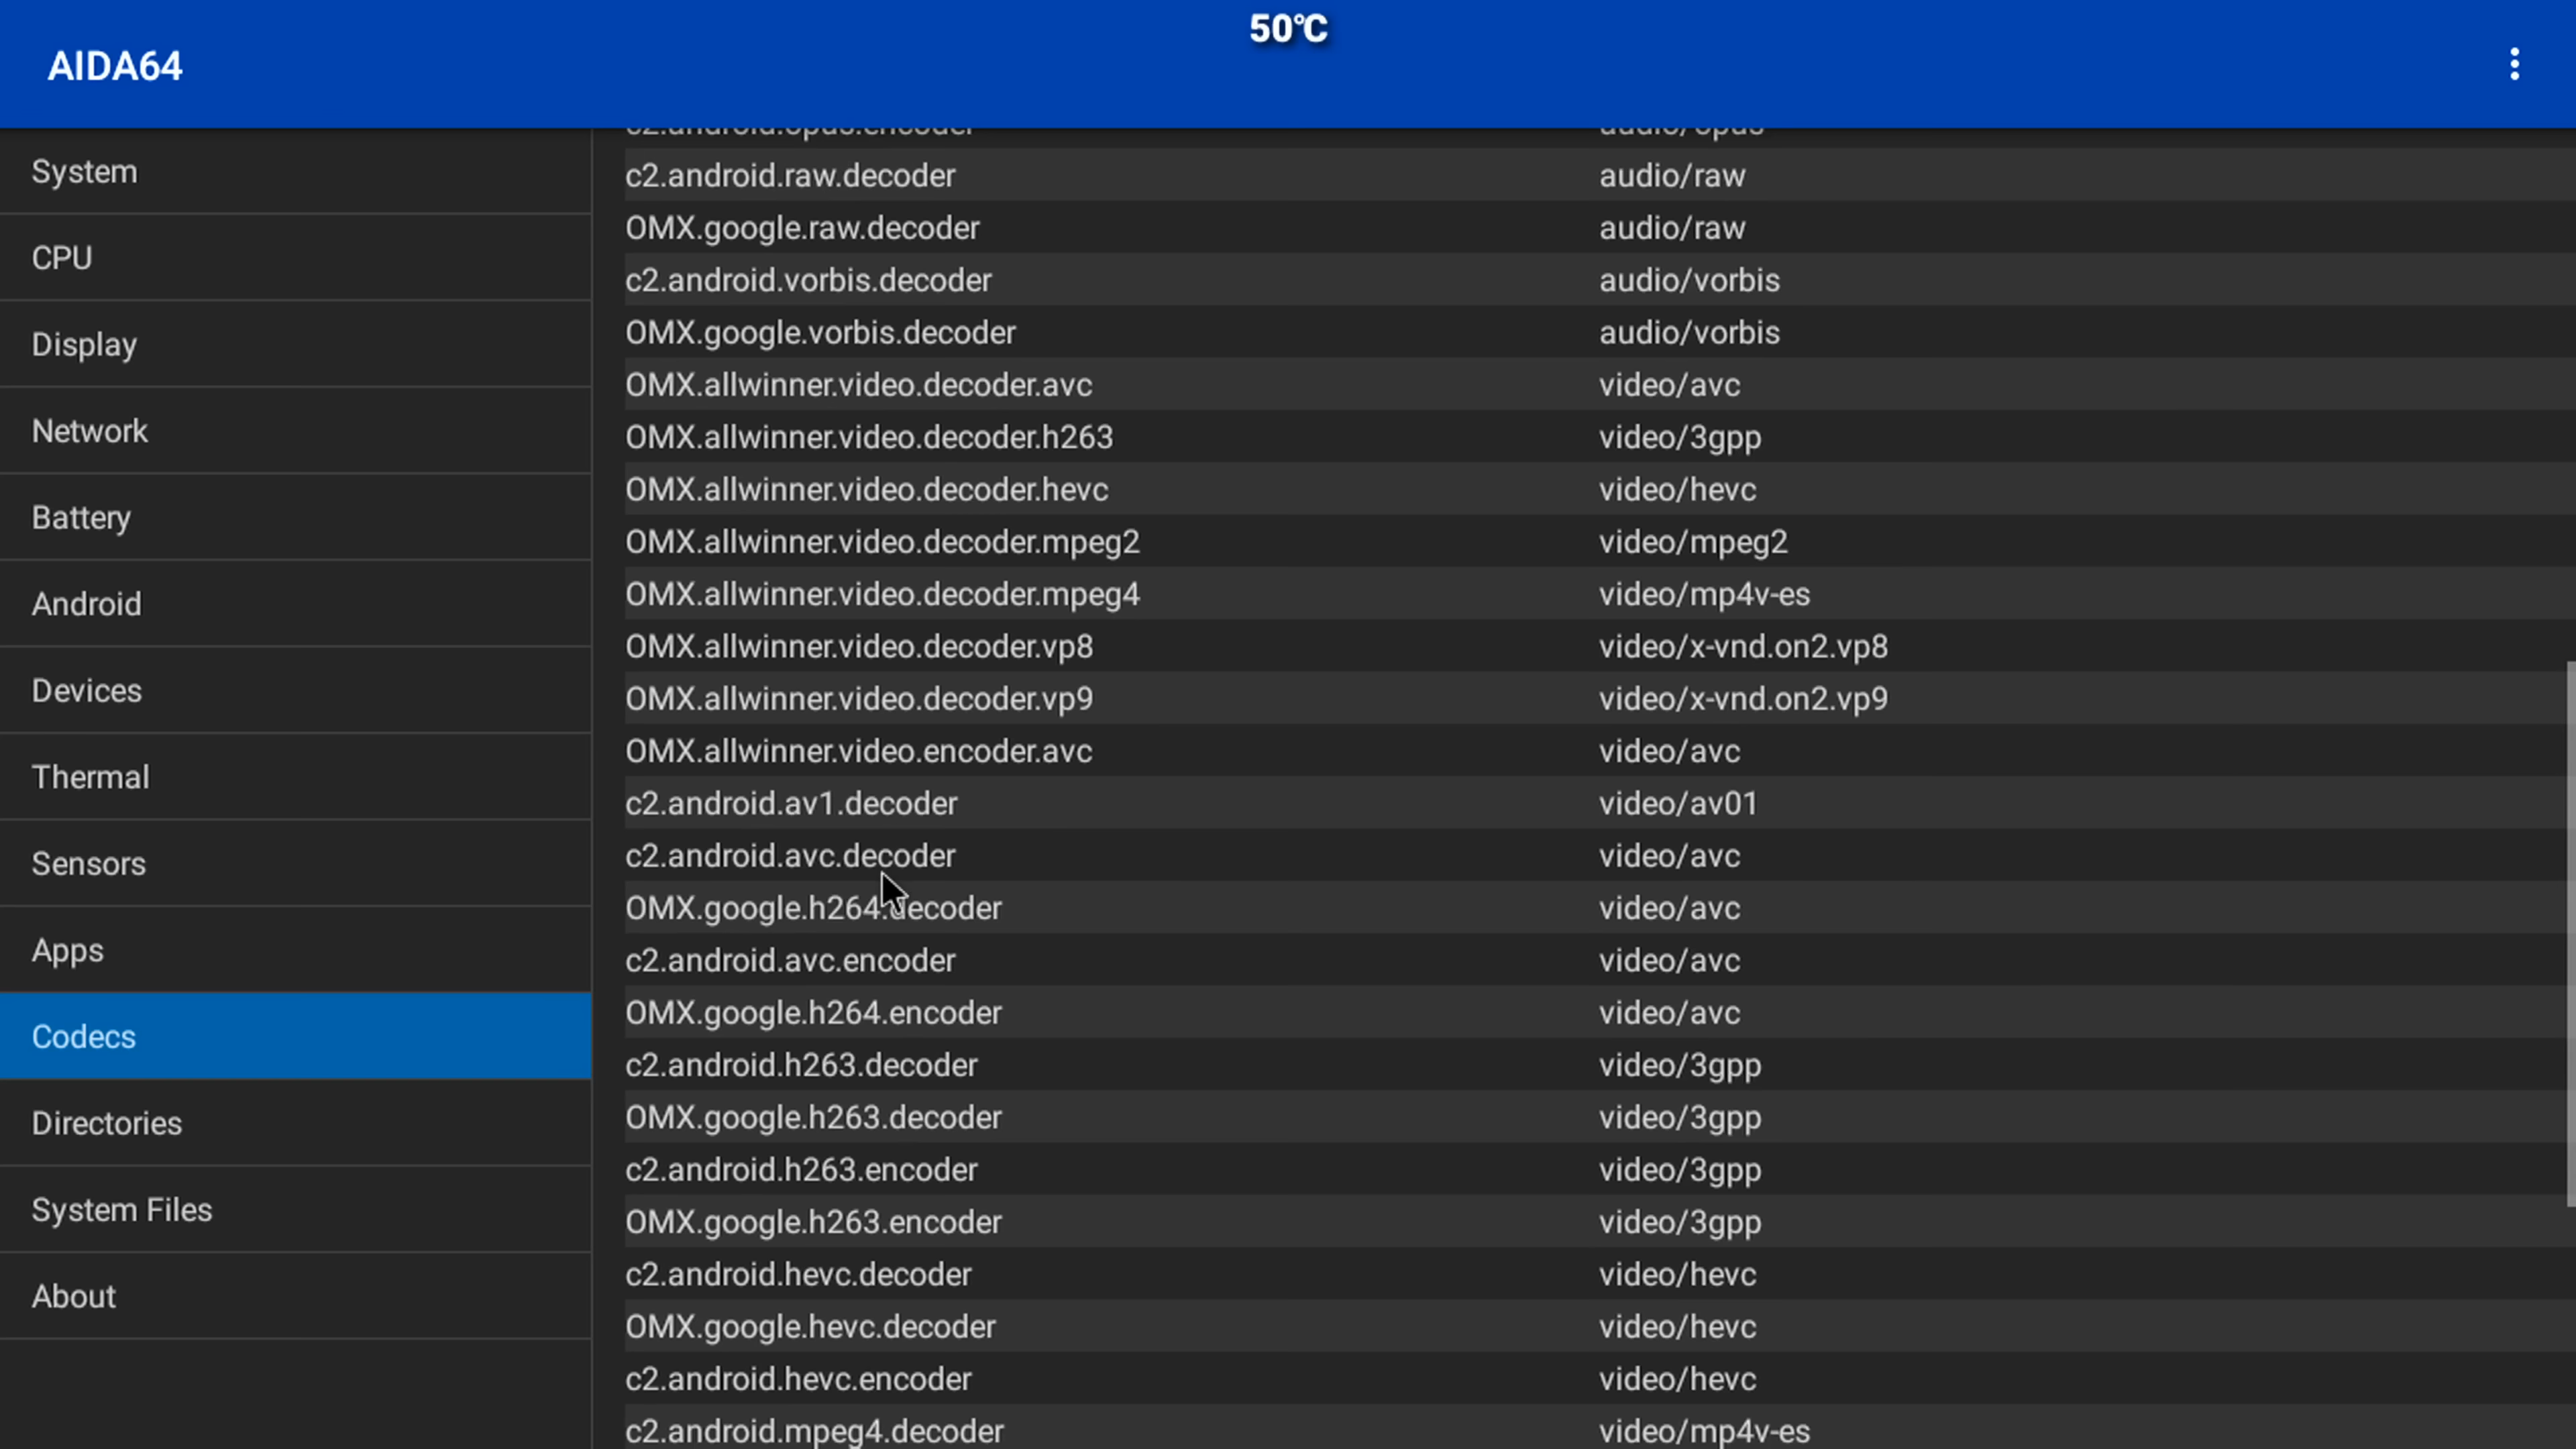 50°C
AIDA64
System
CPU
Display
Network
Battery
Android
Devices
Thermal
Sensors
Apps
Codecs
Directories
System Files
About
c2.android.opus.encoder audio/opus
c2.android.raw.decoder audio/raw
OMX.google.raw.decoder audio/raw
c2.android.vorbis.decoder audio/vorbis
OMX.google.vorbis.decoder audio/vorbis
OMX.allwinner.video.decoder.avc video/avc
OMX.allwinner.video.decoder.h263 video/3gpp
OMX.allwinner.video.decoder.hevc video/hevc
OMX.allwinner.video.decoder.mpeg2 video/mpeg2
OMX.allwinner.video.decoder.mpeg4 video/mp4v-es
OMX.allwinner.video.decoder.vp8 video/x-vnd.on2.vp8
OMX.allwinner.video.decoder.vp9 video/x-vnd.on2.vp9
OMX.allwinner.video.encoder.avc video/avc
c2.android.av1.decoder video/av01
c2.android.avc.decoder video/avc
OMX.google.h264.decoder video/avc
c2.android.avc.encoder video/avc
OMX.google.h264.encoder video/avc
c2.android.h263.decoder video/3gpp
OMX.google.h263.decoder video/3gpp
c2.android.h263.encoder video/3gpp
OMX.google.h263.encoder video/3gpp
c2.android.hevc.decoder video/hevc
OMX.google.hevc.decoder video/hevc
c2.android.hevc.encoder video/hevc
c2.android.mpeg4.decoder video/mp4v-es